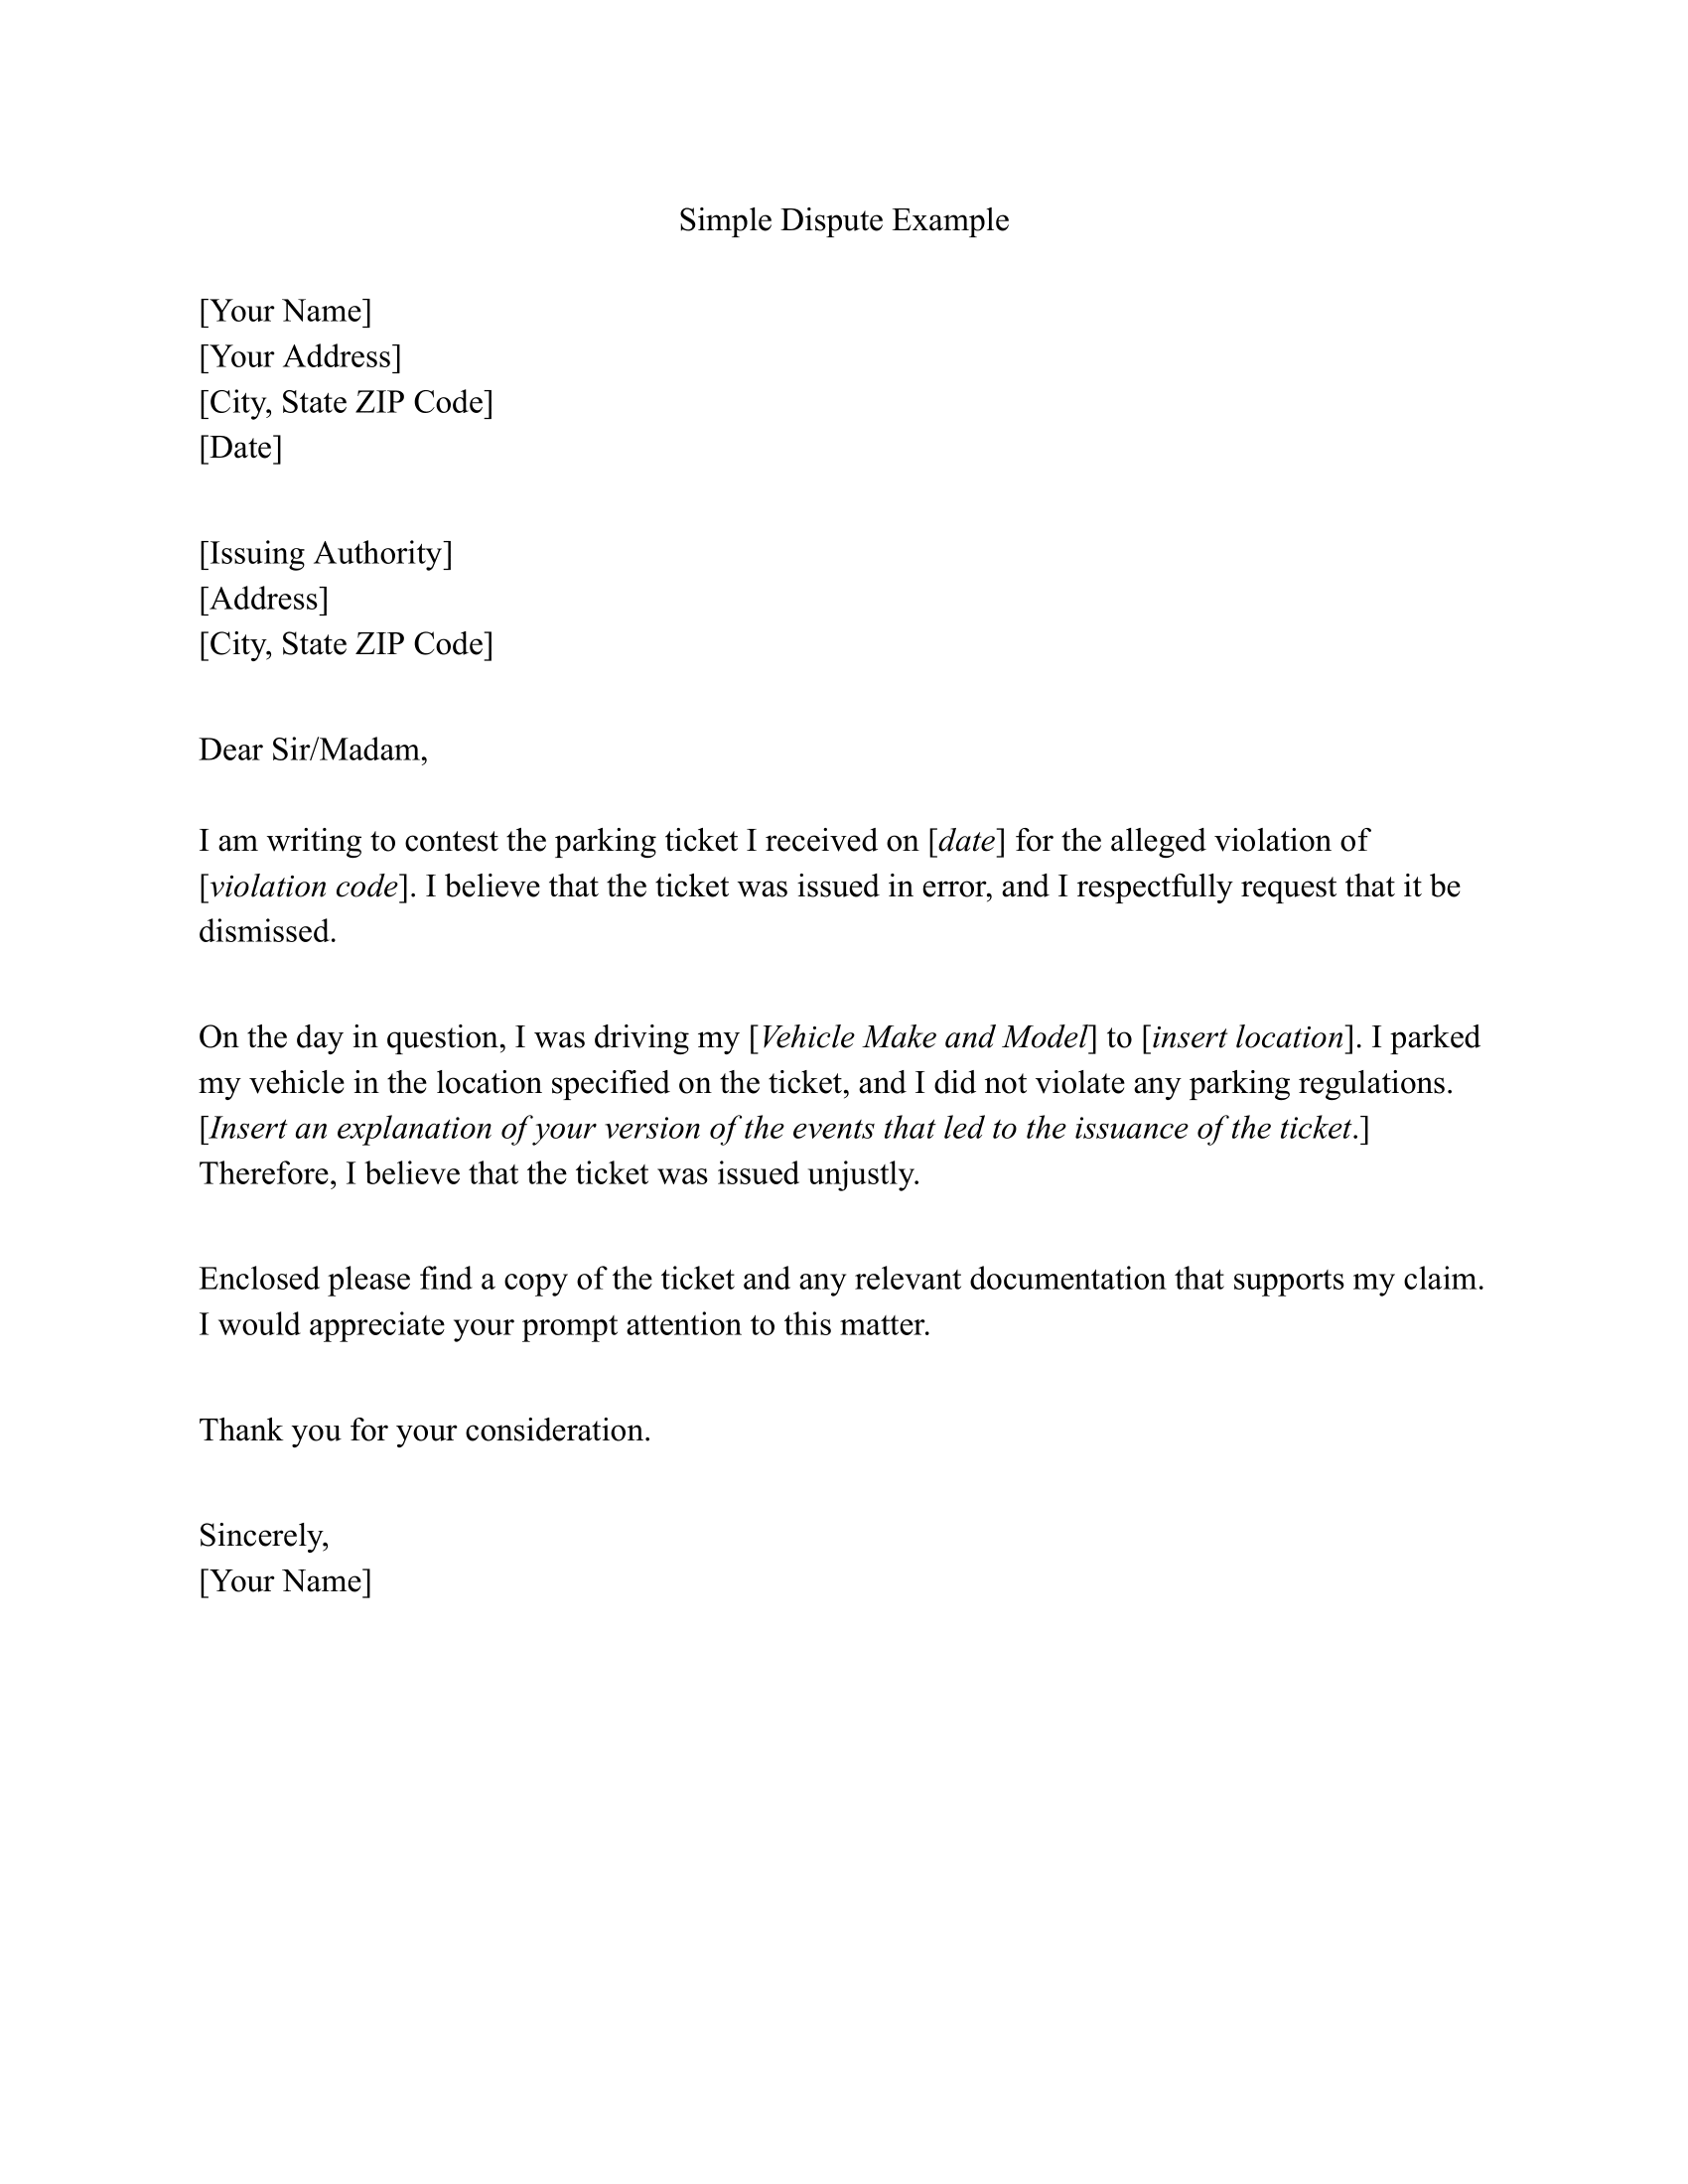 Simple Dispute Example
[Your Name]
[Your Address]
[City, State ZIP Code]
[Date]
[Issuing Authority]
[Address]
[City, State ZIP Code]
Dear Sir/Madam,
I am writing to contest the parking ticket I received on [date] for the alleged violation of
[violation code]. I believe that the ticket was issued in error, and I respectfully request that it be
dismissed.
On the day in question, I was driving my [Vehicle Make and Model] to [insert location]. I parked
my vehicle in the location specified on the ticket, and I did not violate any parking regulations.
[Insert an explanation of your version of the events that led to the issuance of the ticket.]
Therefore, I believe that the ticket was issued unjustly.
Enclosed please find a copy of the ticket and any relevant documentation that supports my claim.
I would appreciate your prompt attention to this matter.
Thank you for your consideration.
Sincerely,
[Your Name]